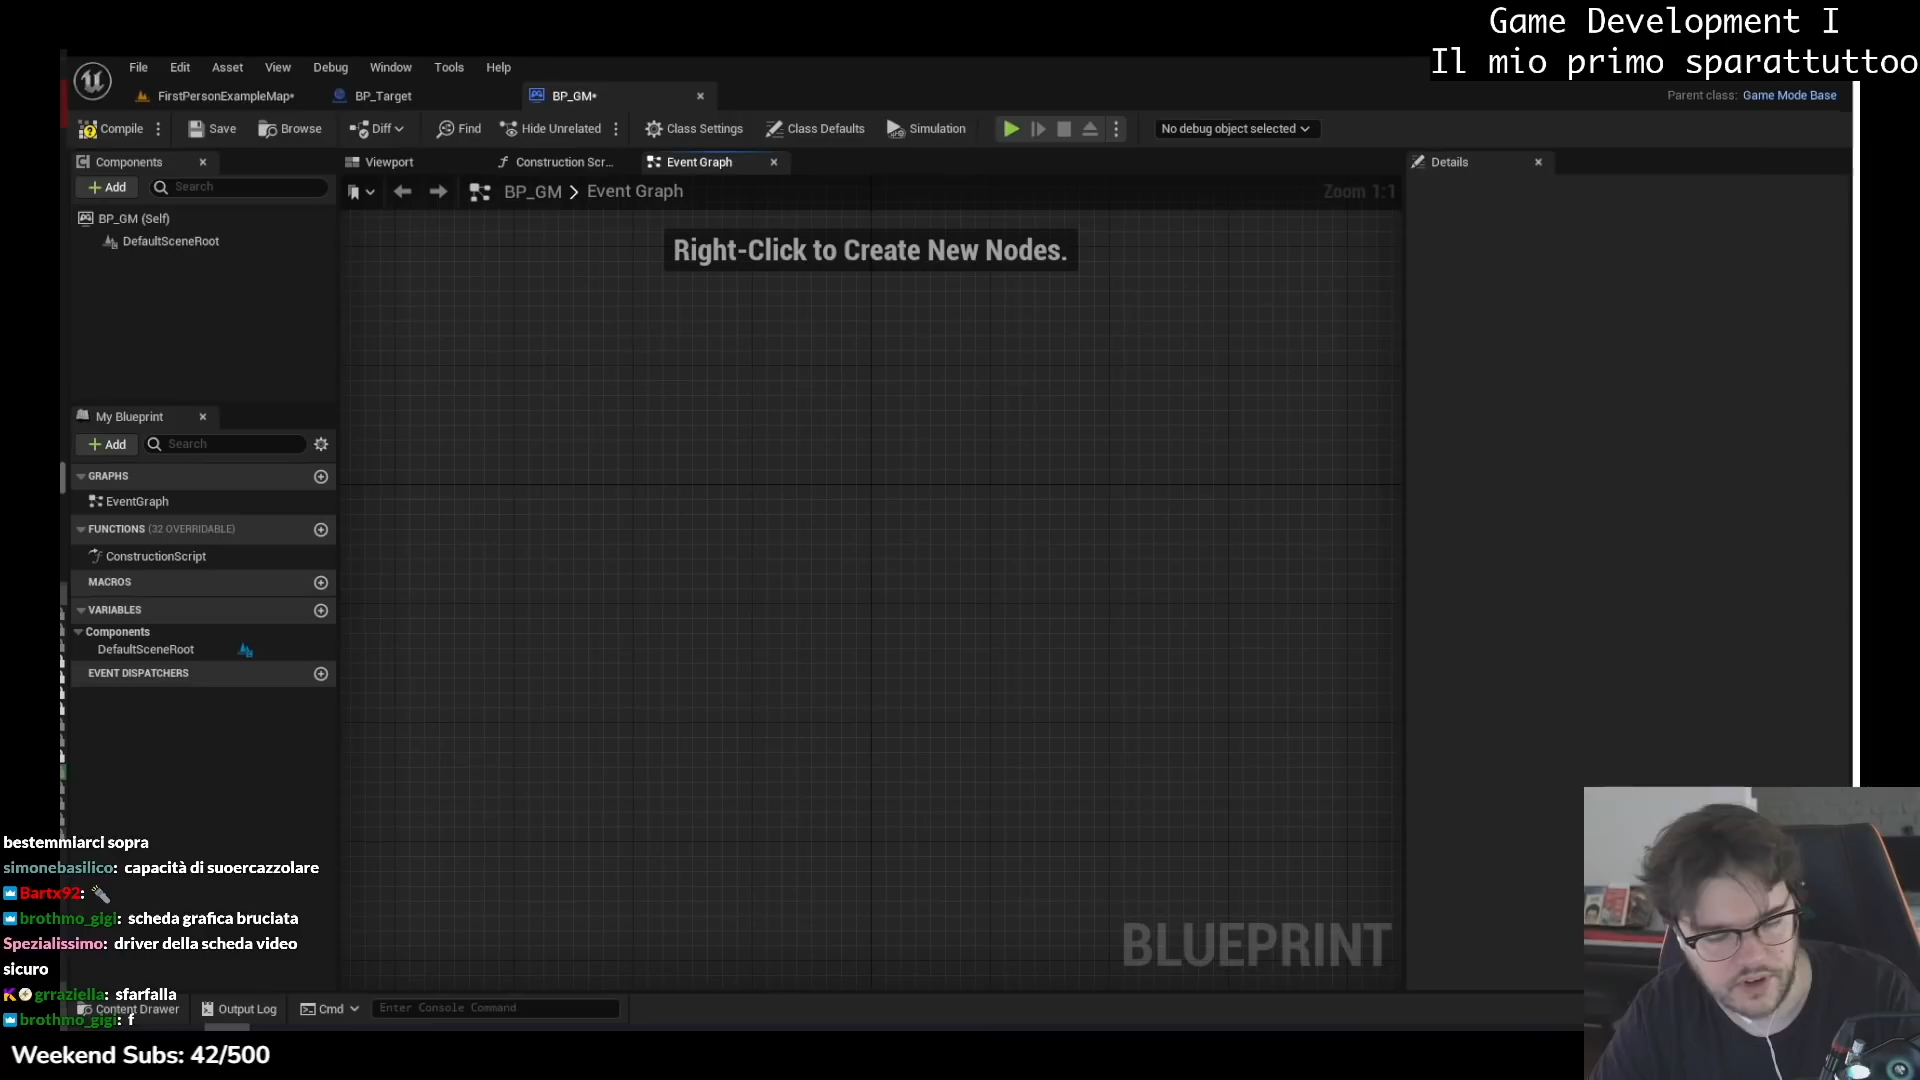 Game Development I
Il mio primo sparattuttoo
File Edit Asset View Debug Window Tools Help
FirstPersonExampleMap* BP_Target BP_GM*
Parent class: Game Mode Base
Compile Save Browse Diff Find Hide Unrelated Class Settings Class Defaults Simulation No debug object selected
Components Viewport Construction Scr... Event Graph Details
Add Search
BP_GM > Event Graph Zoom 1:1
BP_GM (Self)
DefaultSceneRoot
Right-Click to Create New Nodes.
My Blueprint
Add Search
GRAPHS
EventGraph
FUNCTIONS (32 OVERRIDABLE)
ConstructionScript
MACROS
VARIABLES
Components
DefaultSceneRoot
EVENT DISPATCHERS
BLUEPRINT
bestemmiarci sopra
simonebasilico: capacità di suoercazzolare
Bartx92:
brothmo_gigi: scheda grafica bruciata
Spezialissimo: driver della scheda video
sicuro
grraziella: sfarfalla
Content Drawer Output Log Cmd Enter Console Command
brothmo_gigi: f
Weekend Subs: 42/500